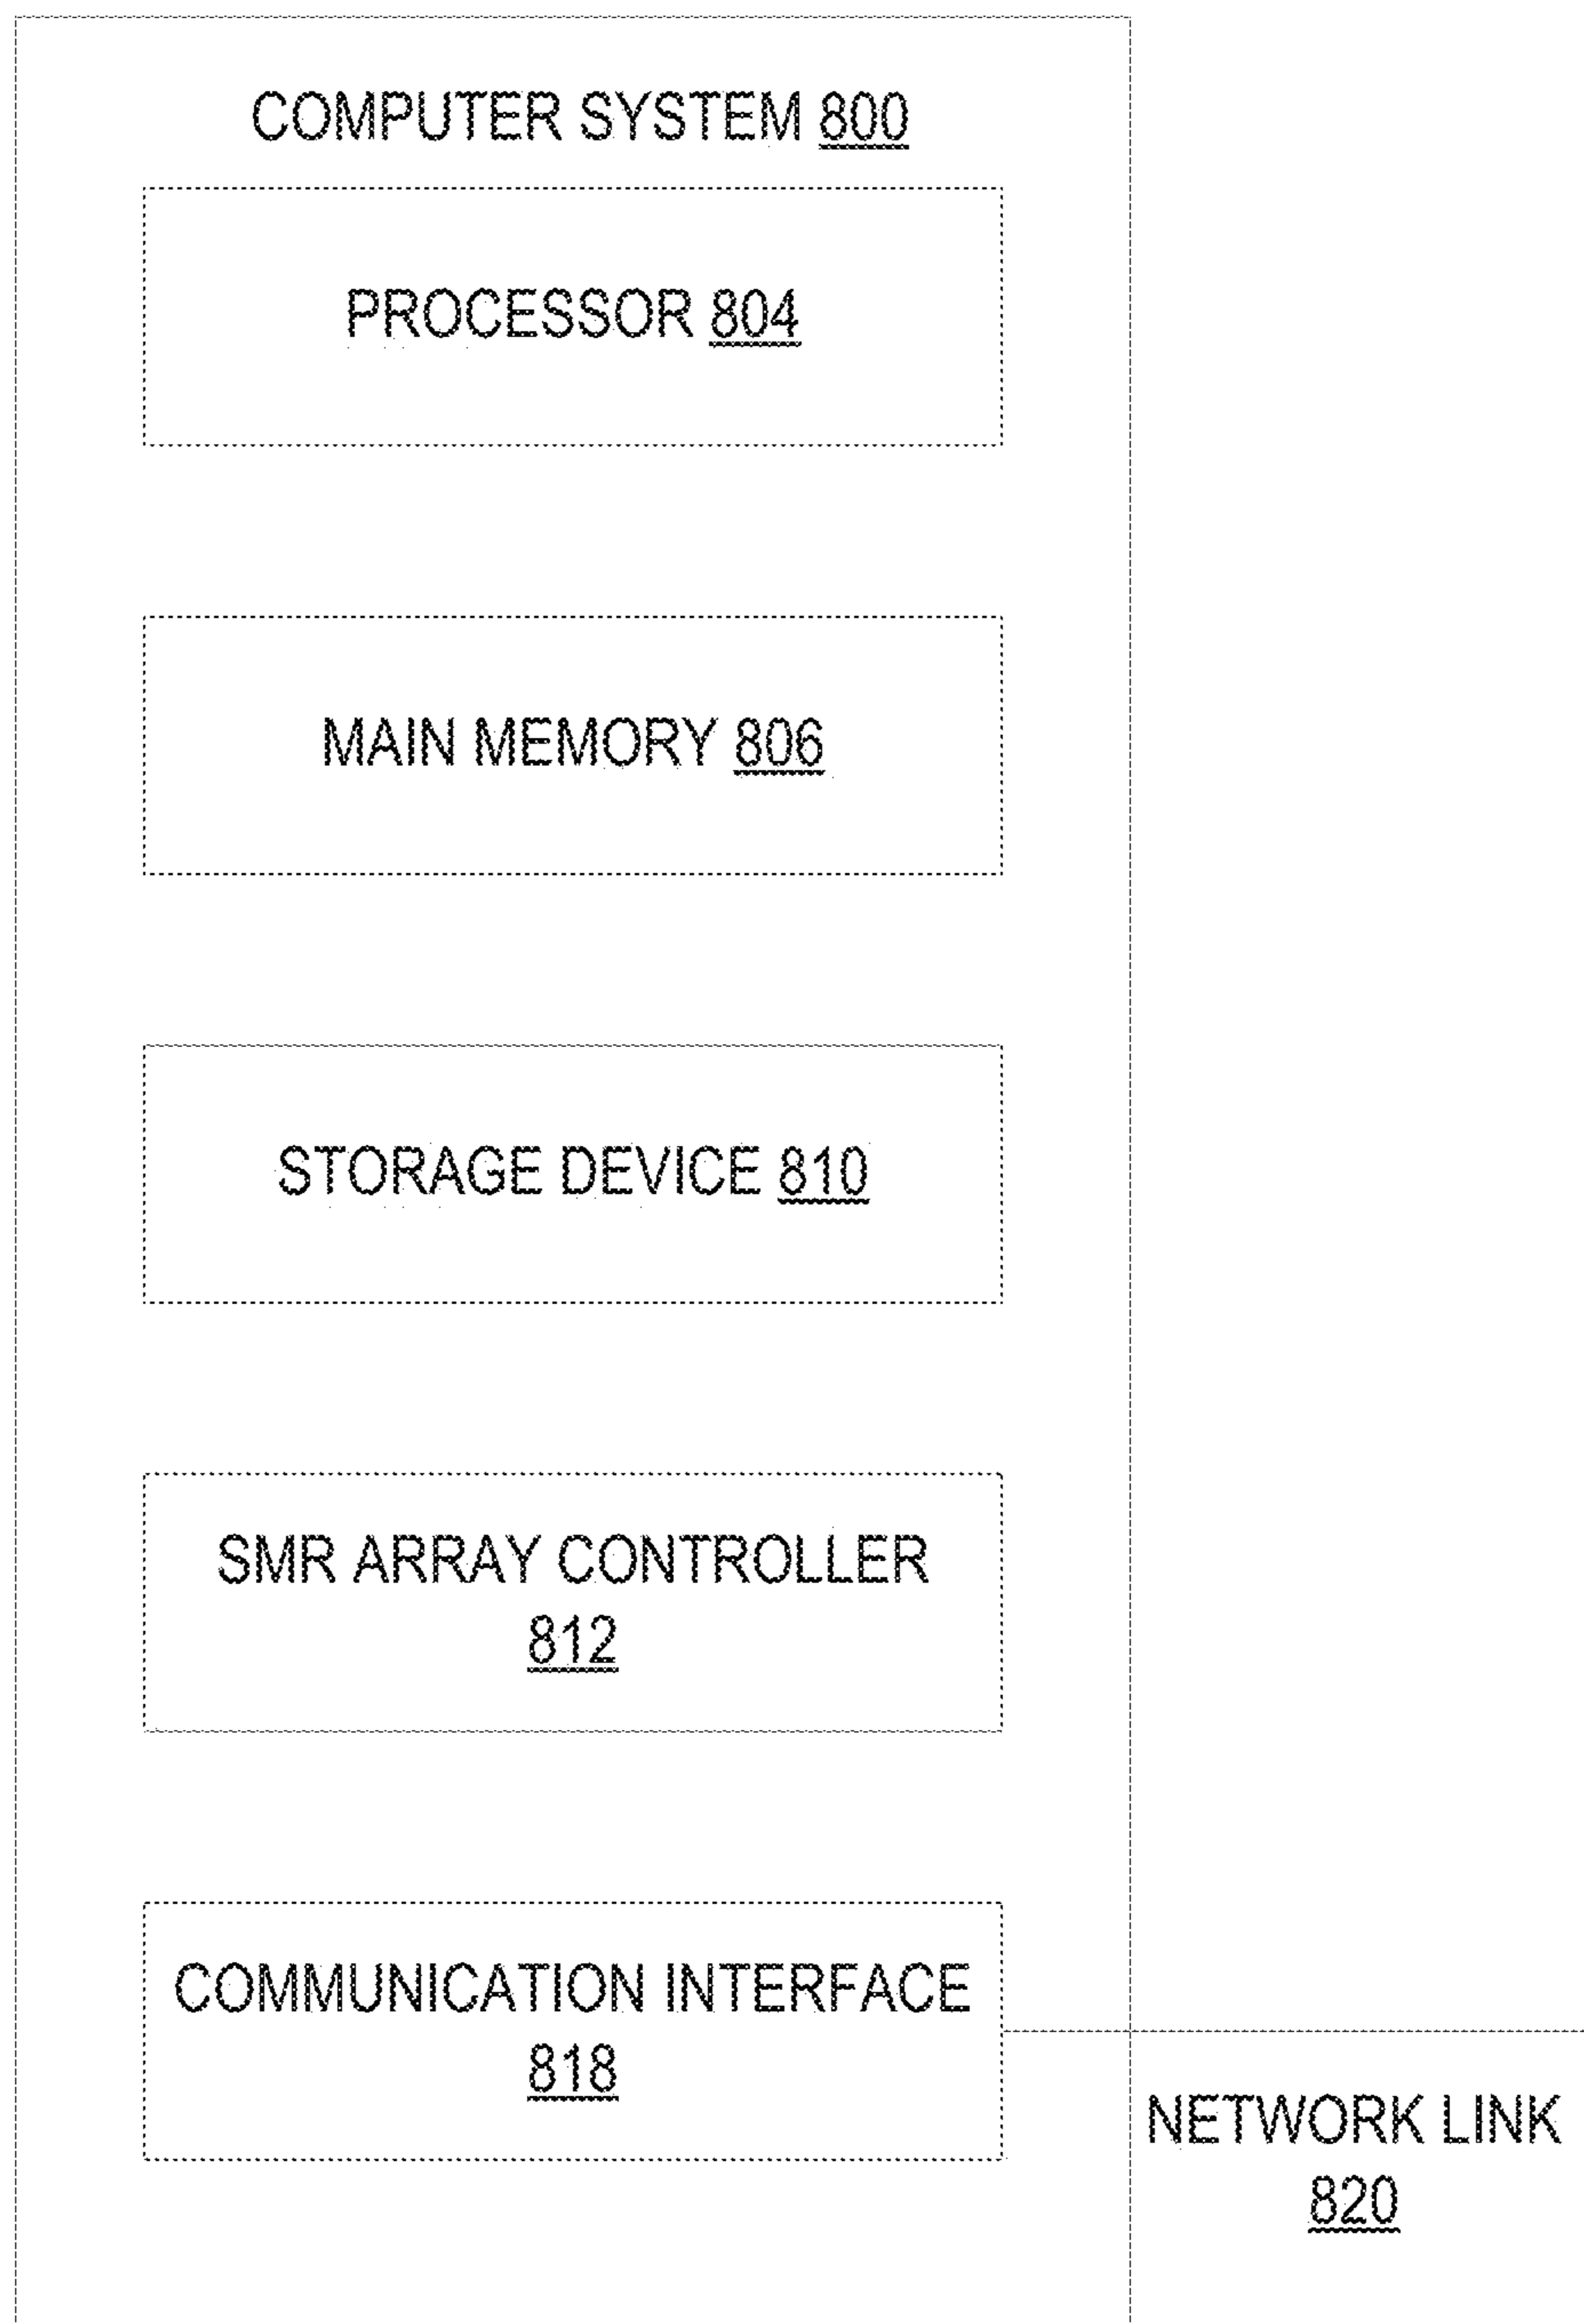 COMPUTER SYSTEM 800
PROCESSOR 804
MAIN MEMORY 806
STORAGE DEVICE 810
SMR ARRAY CONTROLLER
812
COMMUNICATION INTERFACE
818
NETWORK LINK
820